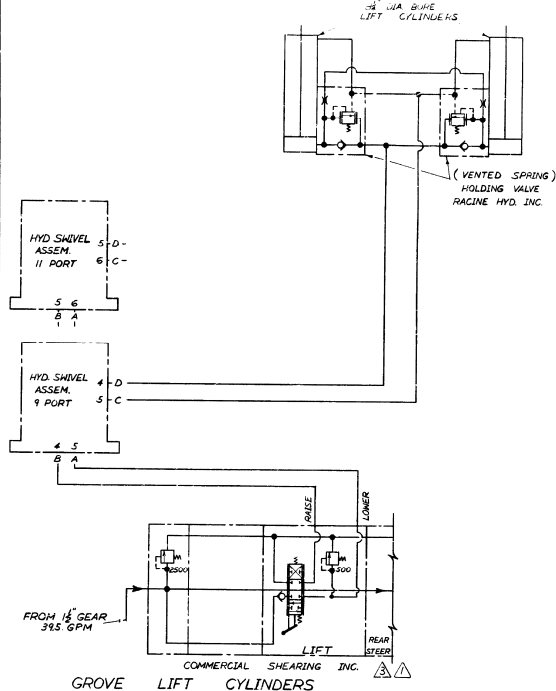 DIA. BORE
LIFT CYLINDERS
(VENTED SPRING)
HOLDING VALVE
RACINE HYD. INC.
HYD SWIVEL
ASSEM.
11 PORT
5 D-
6 C-
5 6
B A
HYD. SWIVEL
ASSEM.
9 PORT
4 D
5 C
4 5
B A
RAISE
LOWER
2500
500
FROM 1½" GEAR
39.5 GPM
LIFT
REAR
STEER
COMMERCIAL SHEARING INC.
3 1
GROVE LIFT CYLINDERS